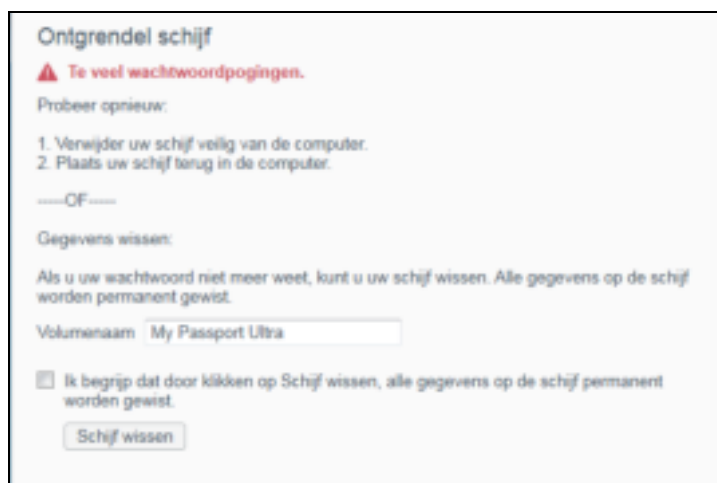 Ontgrendel schijf
Te veel wachtwoordpogingen.
Probeer opnieuw:
1. Verwijder uw schijf veilig van de computer.
2. Plaats uw schijf terug in de computer.
-----OF-----
Gegevens wissen:
Als u uw wachtwoord niet meer weet, kunt u uw schijf wissen. Alle gegevens op de schijf
worden permanent gewist.
Volumenaam My Passport Ultra
Ik begrijp dat door klikken op Schijf wissen, alle gegevens op de schijf permanent
worden gewist.
Schijf wissen